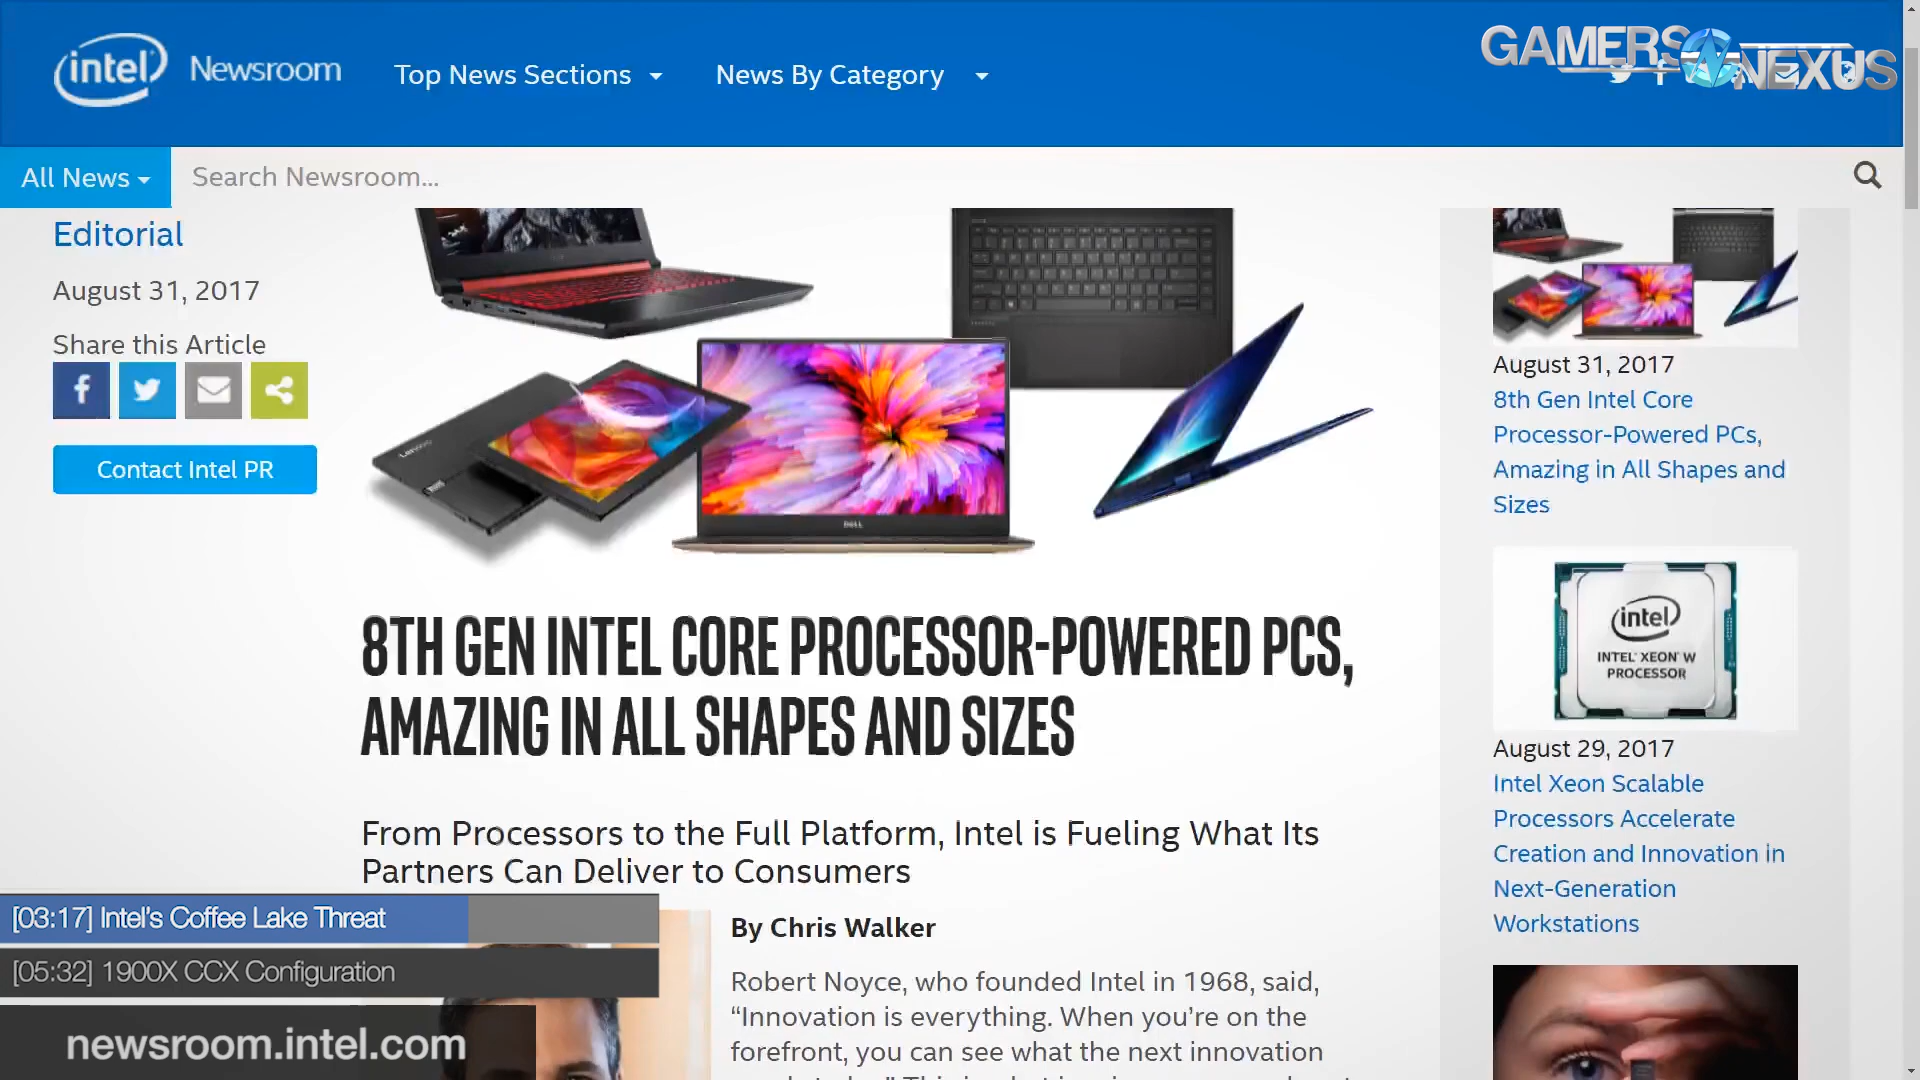 intel Newsroom
Top News Sections
News By Category
GAMERS NEXUS
All News
Search Newsroom...
Editorial
August 31, 2017
Share this Article
Contact Intel PR
Lenovo
DELL
8TH GEN INTEL CORE PROCESSOR-POWERED PCS,
AMAZING IN ALL SHAPES AND SIZES
From Processors to the Full Platform, Intel is Fueling What Its
Partners Can Deliver to Consumers
By Chris Walker
Robert Noyce, who founded Intel in 1968, said,
“Innovation is everything. When you’re on the
forefront, you can see what the next innovation
August 31, 2017
8th Gen Intel Core
Processor-Powered PCs,
Amazing in All Shapes and
Sizes
intel
INTEL® XEON® W
PROCESSOR
August 29, 2017
Intel Xeon Scalable
Processors Accelerate
Creation and Innovation in
Next-Generation
Workstations
[03:17] Intel's Coffee Lake Threat
[05:32] 1900X CCX Configuration
newsroom.intel.com